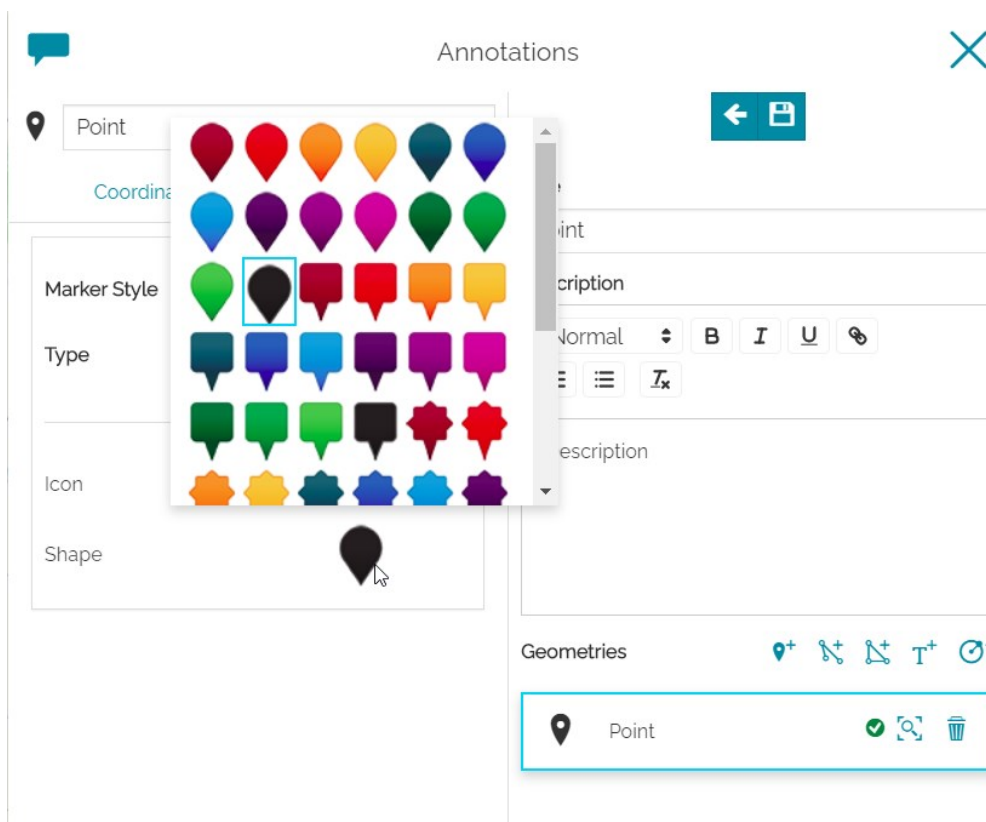 Annotations
Point
Coordina
Marker Style
Type
Icon
Shape
int
cription
Normal
B I U
escription
Geometries
T+
Point